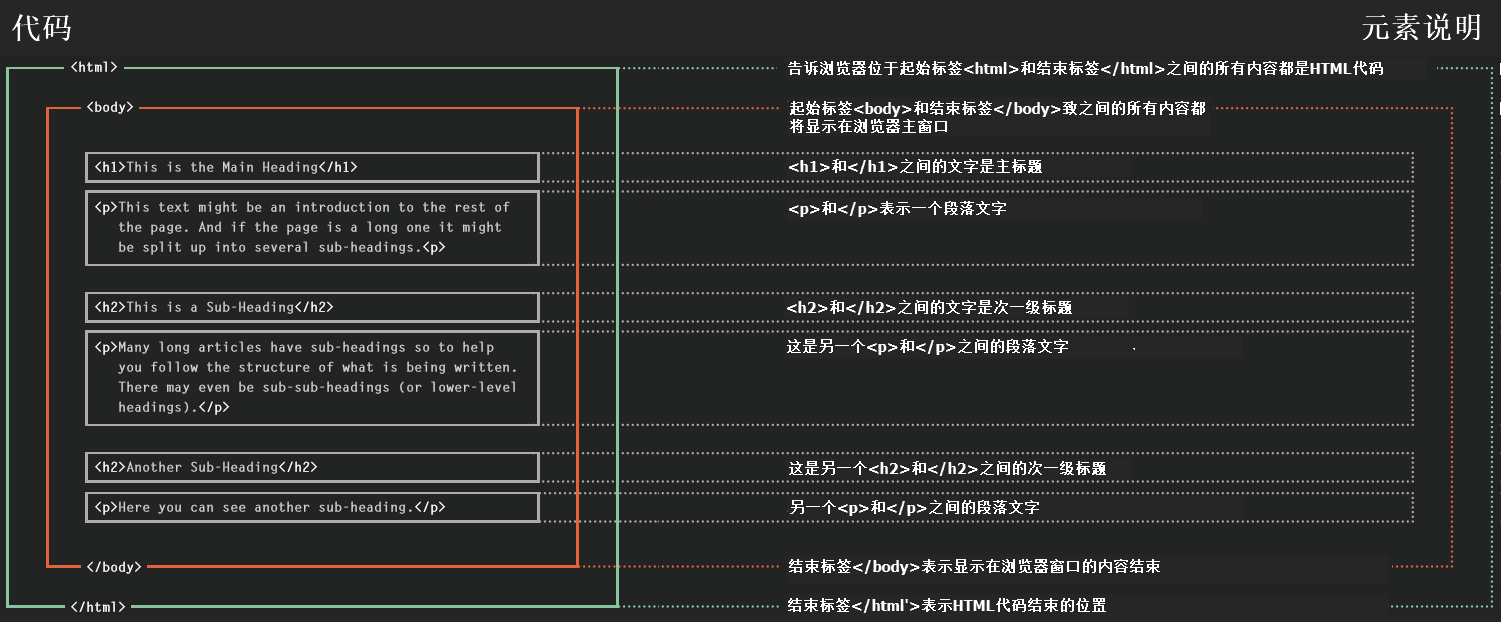 代码
元素说明
<html>
告诉浏览器位于起始标签<html>和结束标签</html>之间的所有内容都是HTML代码
<body>
起始标签<body>和结束标签</body>致之间的所有内容都
将显示在浏览器主窗口
<h1>This is the Main Heading</h1>
<h1>和</h1>之间的文字是主标题
<p>This text might be an introduction to the rest of
the page. And if the page is a long one it might
be split up into several sub-headings.<p>
<p>和</p>表示一个段落文字
<h2>This is a Sub-Heading</h2>
<h2>和</h2>之间的文字是次一级标题
<p>Many long articles have sub-headings so to help
you follow the structure of what is being written.
There may even be sub-sub-headings (or lower-level
headings).</p>
这是另一个<p>和</p>之间的段落文字
<h2>Another Sub-Heading</h2>
这是另一个<h2>和</h2>之间的次一级标题
<p>Here you can see another sub-heading.</p>
另一个<p>和</p>之间的段落文字
</body>
结束标签</body>表示显示在浏览器窗口的内容结束
</html>
结束标签</html'>表示HTML代码结束的位置